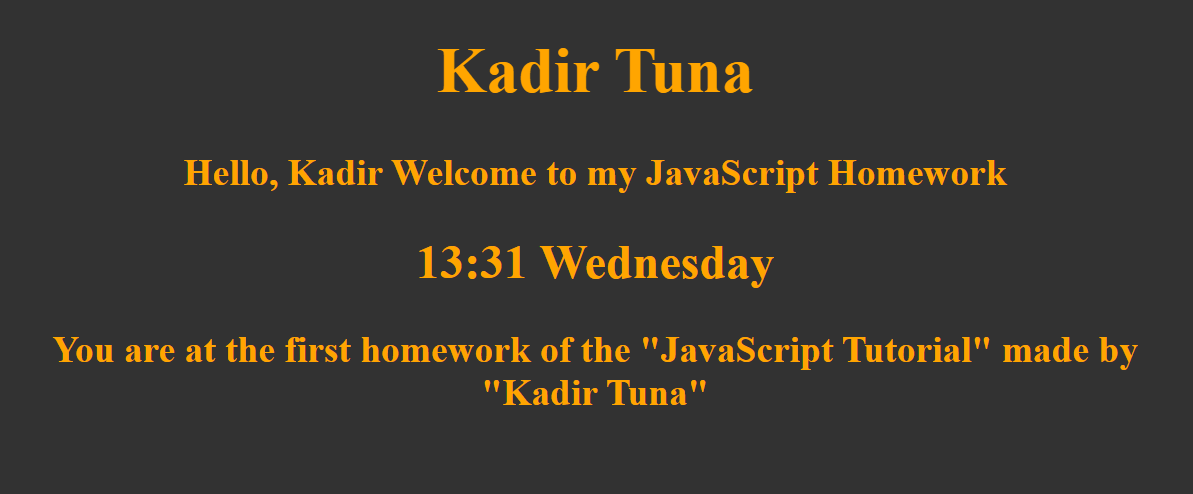 Kadir Tuna
Hello, Kadir Welcome to my JavaScript Homework
13:31 Wednesday
You are at the first homework of the "JavaScript Tutorial" made by
"Kadir Tuna"